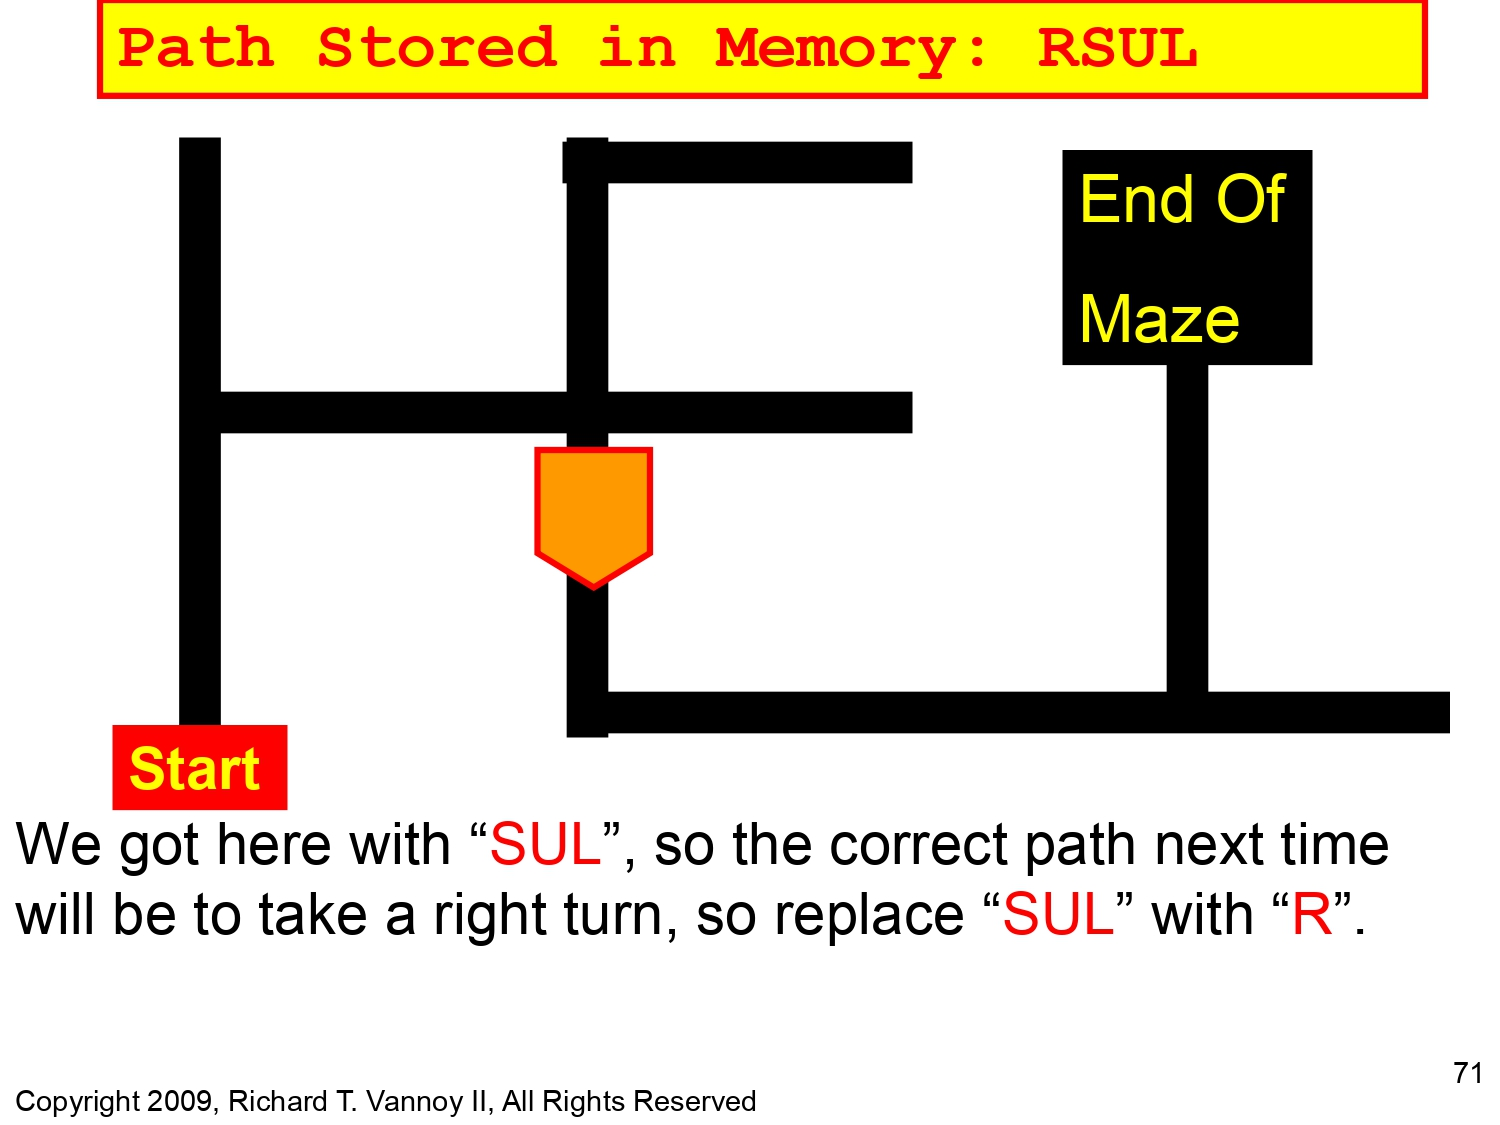 Path Stored in Memory: RSUL
End Of
Maze
Start
We got here with “SUL”, so the correct path next time
will be to take a right turn, so replace “SUL” with “R”.
71
Copyright 2009, Richard T. Vannoy II, All Rights Reserved